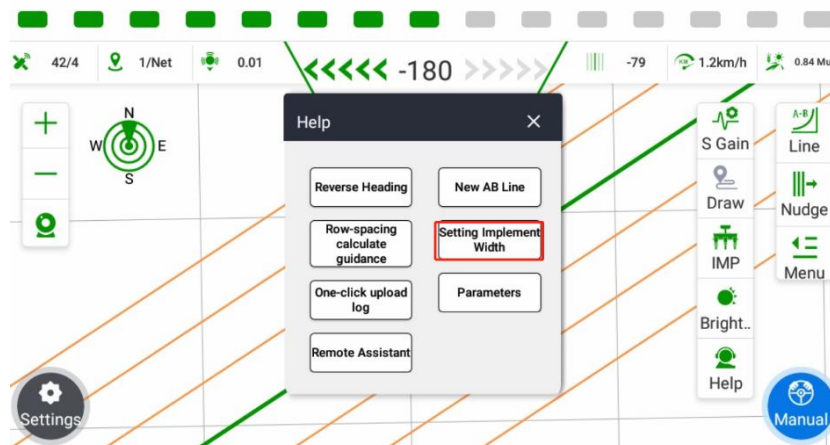 42/4
1/Net
0.01
-180
-79
KM
1.2km/h
0.84 Mu
N
W
E
S
Help
Reverse Heading
New AB Line
Row-spacing
calculate
guidance
Setting Implement
Width
One-click upload
log
Parameters
Remote Assistant
S Gain
Draw
IMP
Bright..
Help
A-B
Line
Nudge
Menu
Settings
Manual